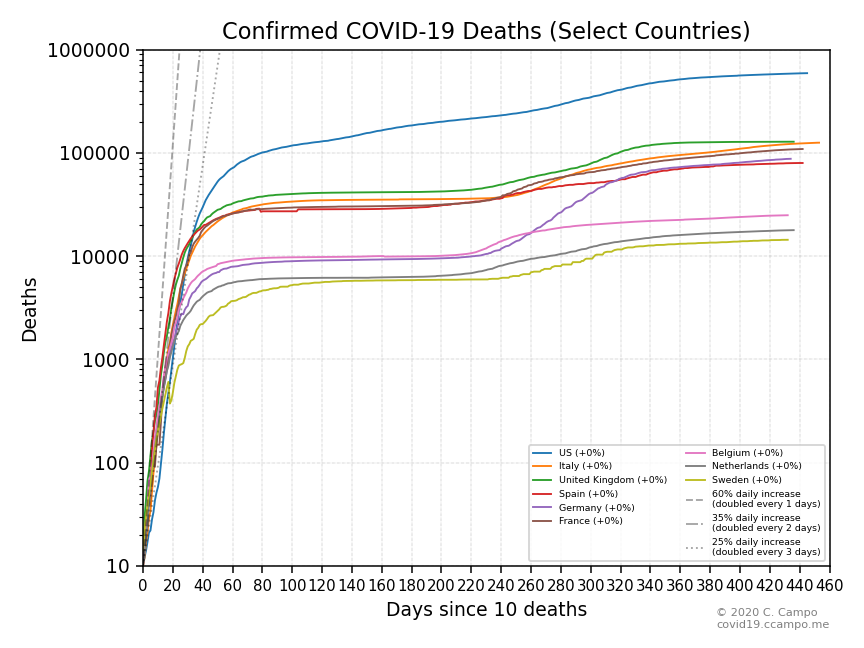 Confirmed COVID-19 Deaths (Select Countries)
1000000
100000
10000
1000
100
10
Deaths
US (+0%)
Italy (+0%)
United Kingdom (+0%)
Spain (+0%)
Germany (+0%)
France (+0%)
Belgium (+0%)
Netherlands (+0%)
Sweden (+0%)
60% daily increase
(doubled every 1 days)
35% daily increase
(doubled every 2 days)
25% daily increase
(doubled every 3 days)
0 20 40 60 80 100 120 140 160 180 200 220 240 260 280 300 320 340 360 380 400 420 440 460
Days since 10 deaths
© 2020 C. Campo
covid19.ccampo.me